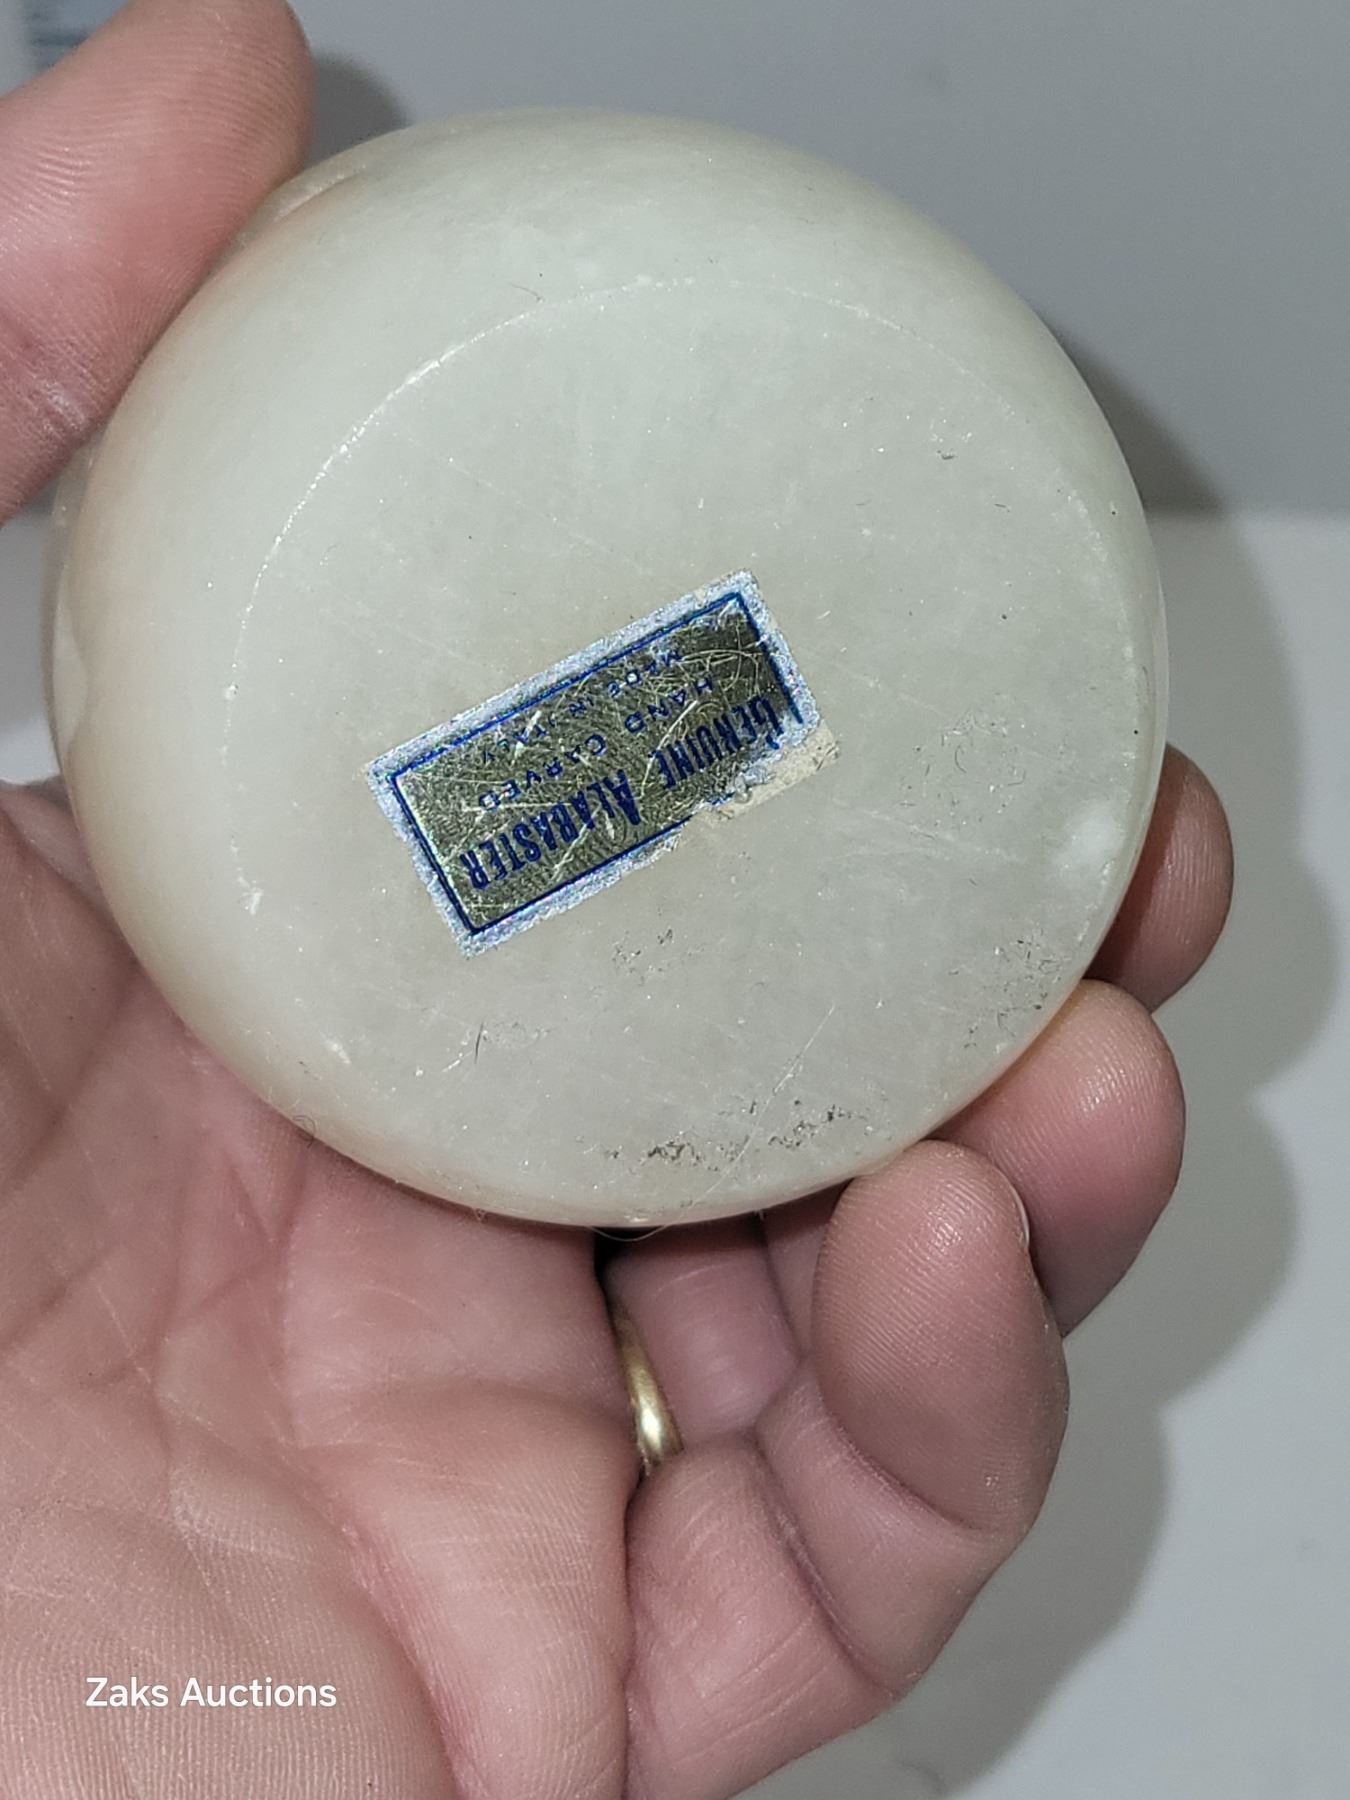 GENUINE ALABASTER
HAND CARVED
MADE IN ITALY
Zaks Auctions